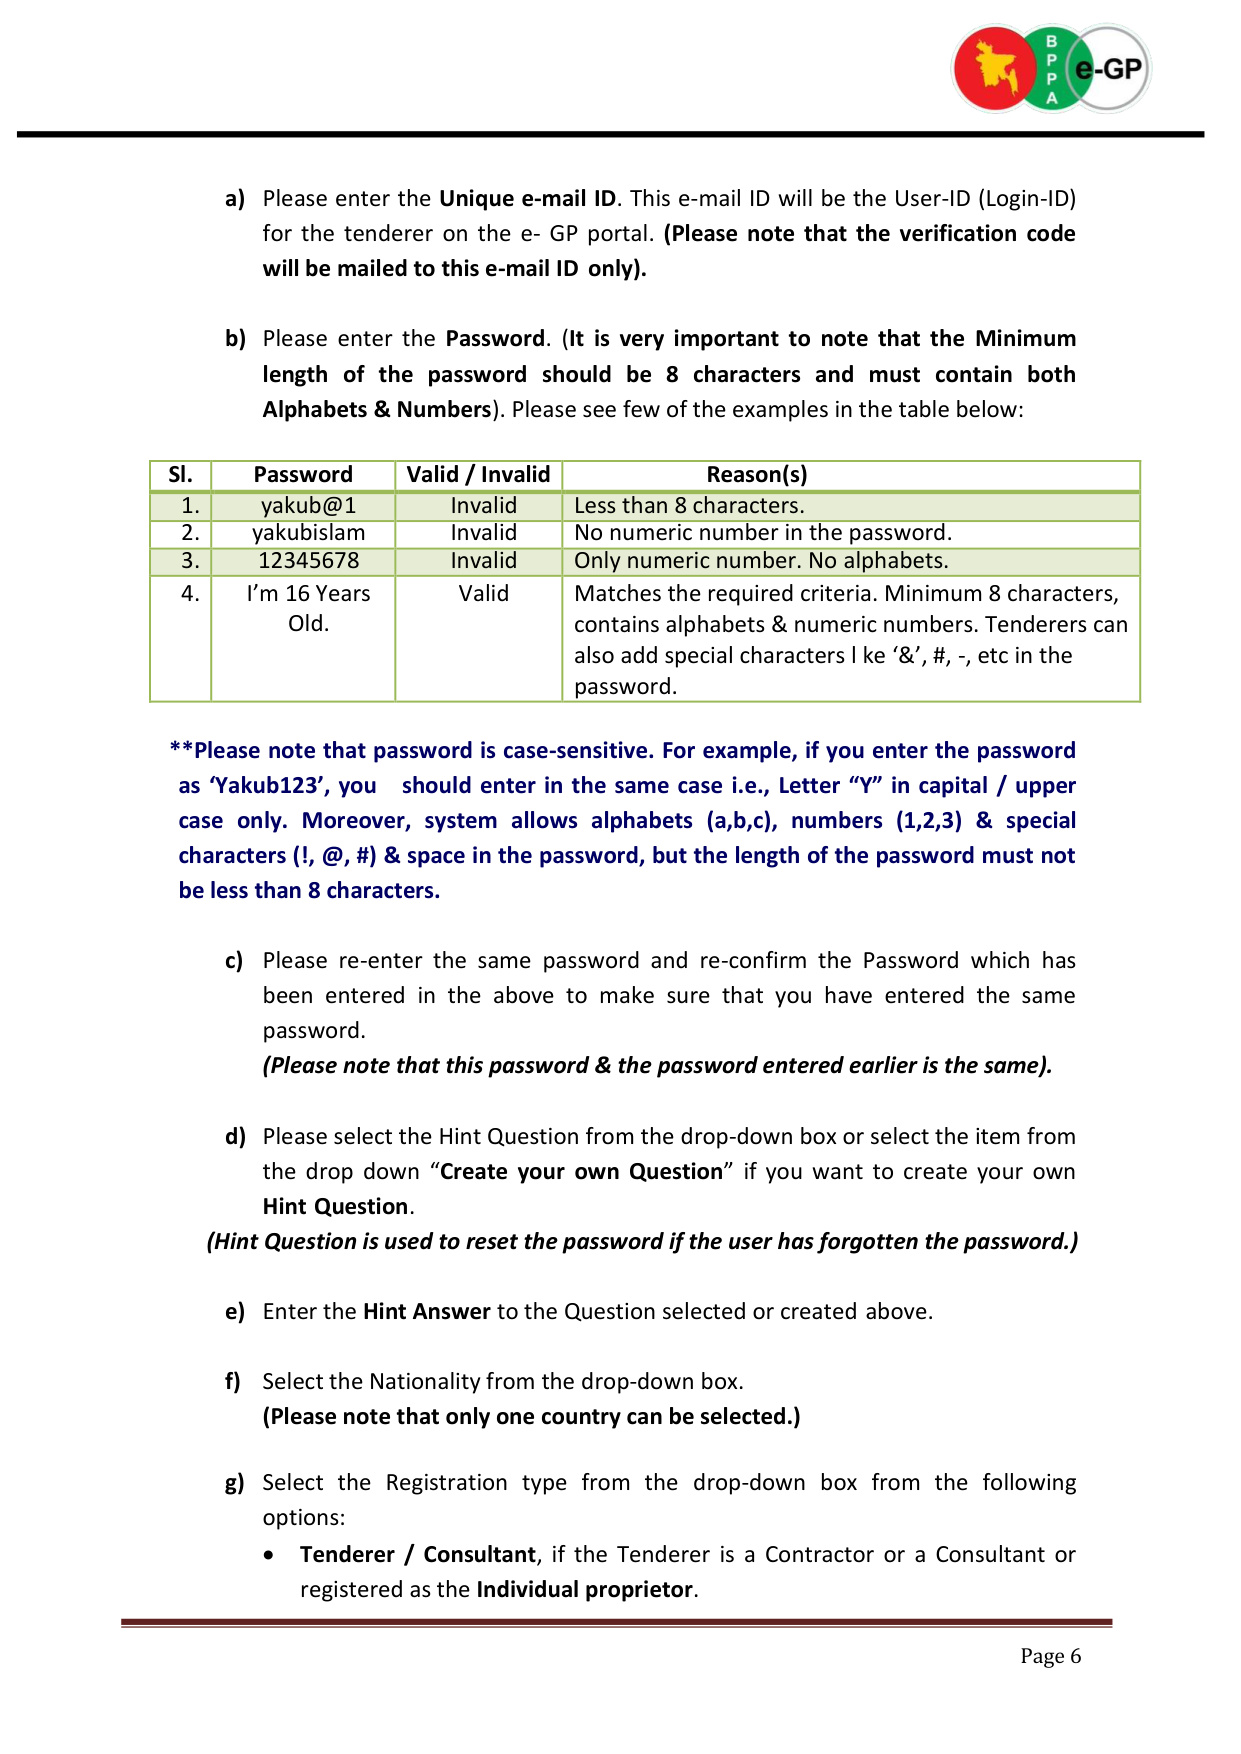 B
P
P
A
e-GP
a) Please enter the Unique e-mail ID. This e-mail ID will be the User-ID (Login-ID)
for the tenderer on the e- GP portal. (Please note that the verification code
will be mailed to this e-mail ID only).
b) Please enter the Password. (It is very important to note that the Minimum
length of the password should be 8 characters and must contain both
Alphabets & Numbers). Please see few of the examples in the table below:
Sl. Password Valid / Invalid Reason(s)
1. yakub@1 Invalid Less than 8 characters.
2. yakubislam Invalid No numeric number in the password.
3. 12345678 Invalid Only numeric number. No alphabets.
4. I’m 16 Years Valid Matches the required criteria. Minimum 8 characters,
Old. contains alphabets & numeric numbers. Tenderers can
also add special characters l ke ‘&’, #, -, etc in the
password.
**Please note that password is case-sensitive. For example, if you enter the password
as ‘Yakub123’, you should enter in the same case i.e., Letter “Y” in capital / upper
case only. Moreover, system allows alphabets (a,b,c), numbers (1,2,3) & special
characters (!, @, #) & space in the password, but the length of the password must not
be less than 8 characters.
c) Please re-enter the same password and re-confirm the Password which has
been entered in the above to make sure that you have entered the same
password.
(Please note that this password & the password entered earlier is the same).
d) Please select the Hint Question from the drop-down box or select the item from
the drop down “Create your own Question” if you want to create your own
Hint Question.
(Hint Question is used to reset the password if the user has forgotten the password.)
e) Enter the Hint Answer to the Question selected or created above.
f) Select the Nationality from the drop-down box.
(Please note that only one country can be selected.)
g) Select the Registration type from the drop-down box from the following
options:
• Tenderer / Consultant, if the Tenderer is a Contractor or a Consultant or
registered as the Individual proprietor.
Page 6